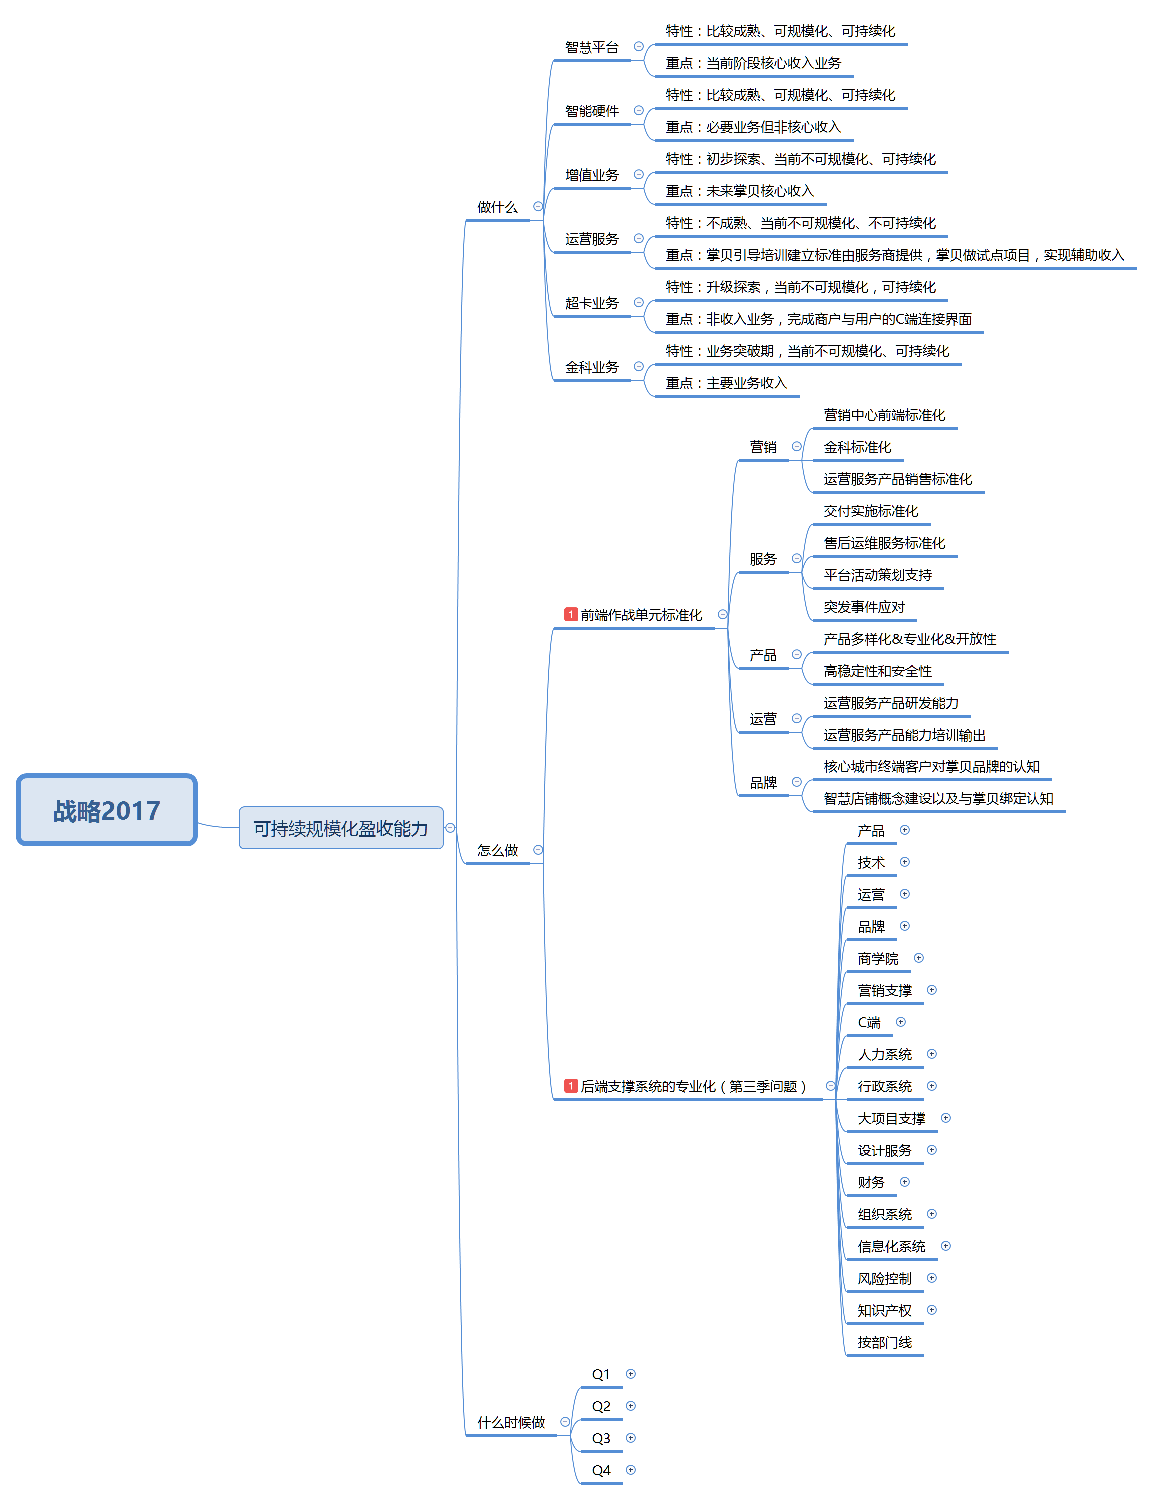 战略2017
可持续规模化盈收能力
做什么
智慧平台
特性：比较成熟、可规模化、可持续化
重点：当前阶段核心收入业务
智能硬件
特性：比较成熟、可规模化、可持续化
重点：必要业务但非核心收入
增值业务
特性：初步探索、当前不可规模化、可持续化
重点：未来掌贝核心收入
运营服务
特性：不成熟、当前不可规模化、不可持续化
重点：掌贝引导培训建立标准由服务商提供，掌贝做试点项目，实现辅助收入
超卡业务
特性：升级探索，当前不可规模化，可持续化
重点：非收入业务，完成商户与用户的C端连接界面
金科业务
特性：业务突破期，当前不可规模化、可持续化
重点：主要业务收入
怎么做
1 前端作战单元标准化
营销
营销中心前端标准化
金科标准化
运营服务产品销售标准化
服务
交付实施标准化
售后运维服务标准化
平台活动策划支持
突发事件应对
产品
产品多样化&专业化&开放性
高稳定性和安全性
运营
运营服务产品研发能力
运营服务产品能力培训输出
品牌
核心城市终端客户对掌贝品牌的认知
智慧店铺概念建设以及与掌贝绑定认知
1 后端支撑系统的专业化（第三季问题）
产品
技术
运营
品牌
商学院
营销支撑
C端
人力系统
行政系统
大项目支撑
设计服务
财务
组织系统
信息化系统
风险控制
知识产权
按部门线
什么时候做
Q1
Q2
Q3
Q4